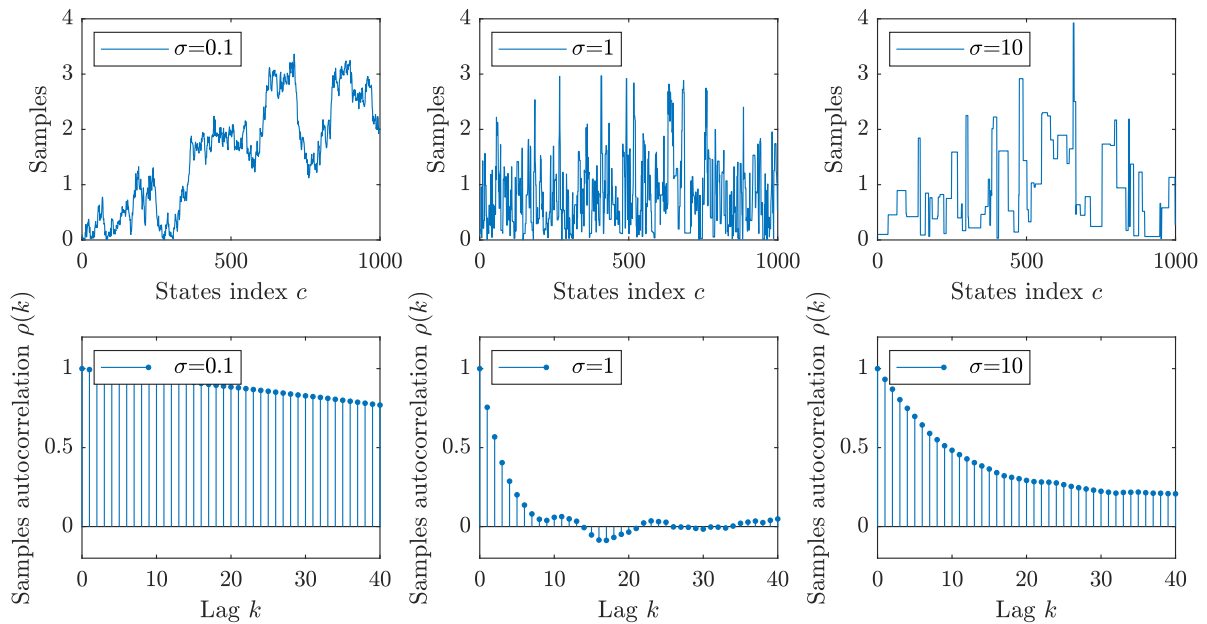 σ=0.1
4
3
2
1
0
Samples
0 500 1000
States index c
σ=1
4
3
2
1
0
Samples
0 500 1000
States index c
σ=10
4
3
2
1
0
Samples
0 500 1000
States index c
σ=0.1
1
0.5
0
Samples autocorrelation ρ(k)
0 10 20 30 40
Lag k
σ=1
1
0.5
0
Samples autocorrelation ρ(k)
0 10 20 30 40
Lag k
σ=10
1
0.5
0
Samples autocorrelation ρ(k)
0 10 20 30 40
Lag k